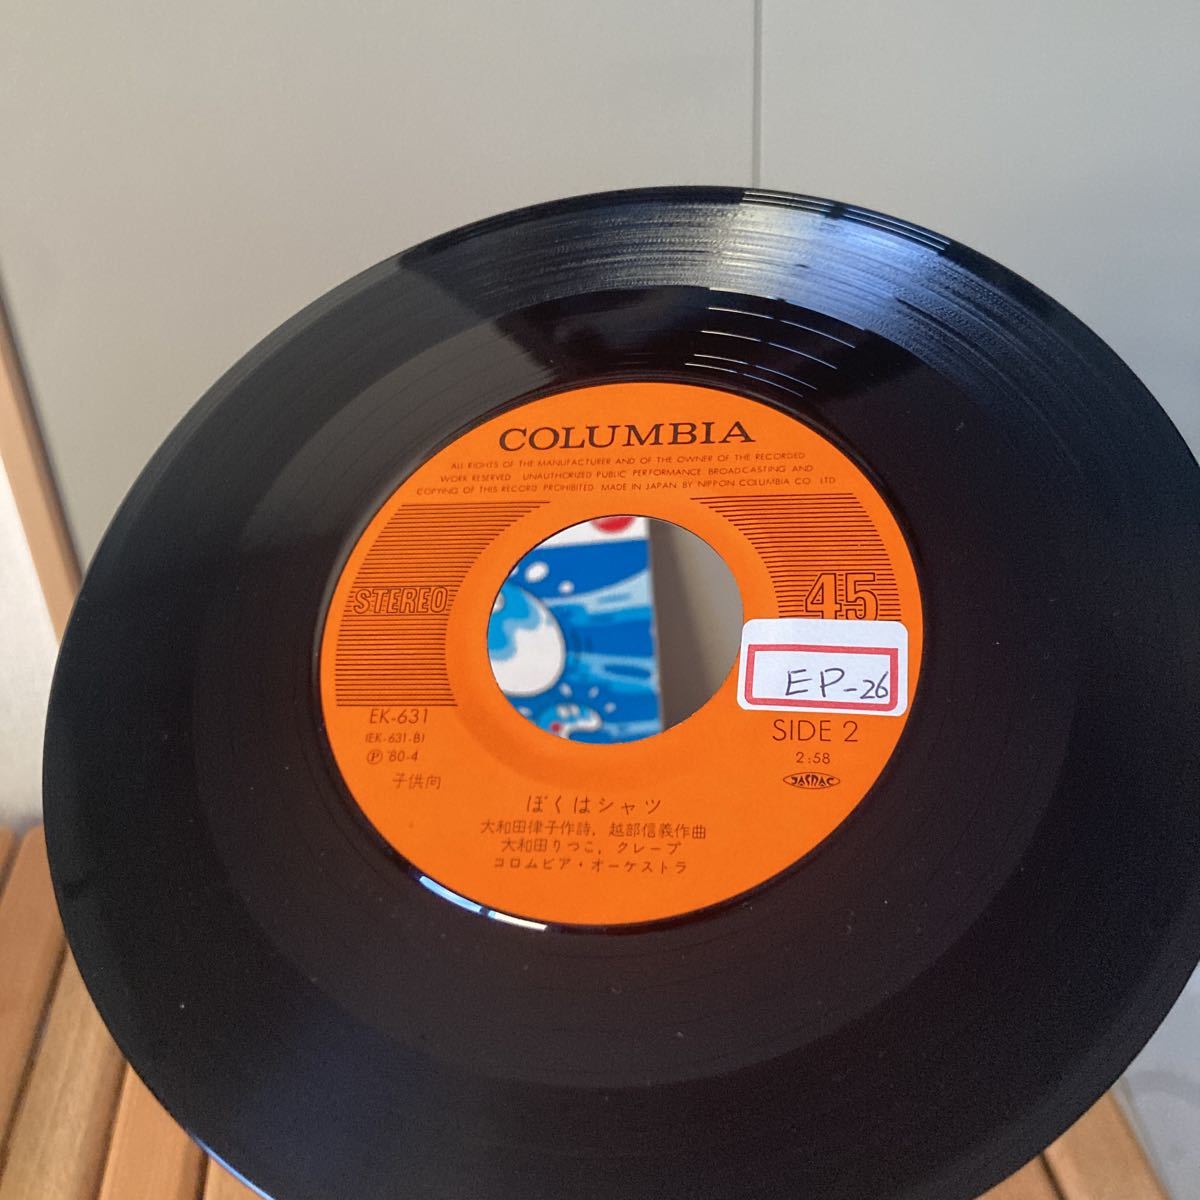 COLUMBIA
ALL RIGHTS OF THE MANUFACTURER AND OF THE OWNER OF THE RECORDED
WORK RESERVED UNAUTHORIZED PUBLIC PERFORMANCE BROADCASTING AND
COPYING OF THIS RECORD PROHIBITED MADE IN JAPAN BY NIPPON COLUMBIA CO LTD
STEREO
45
EP-26
EK-631
(EK-631-B)
Ⓟ '80-4
子供向
SIDE 2
2:58
JASRAC
ぼくはシャツ
大和田律子作詩, 越部信義作曲
大和田りつこ, クレープ
コロムビア・オーケストラ